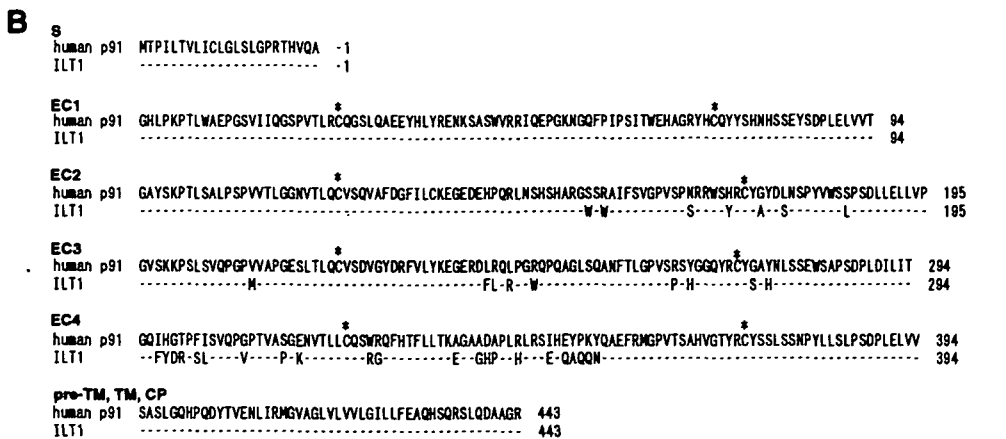 B
S
human p91 MTPILTVLICLGLSLGPRTHVQA -1
ILT1 ----------------------- -1
EC1 * *
human p91 GHLPKPTLWAEPGSVIIQGSPVTLRCQGSLQAEEYHLYRENKSASWVRRIQEPGKNGQFPIPSITWEHAGRYHCQYYSHNHSSEYSDPLELVVT 94
ILT1 ---------------------------------------------------------------------------------------------- 94
EC2 * *
human p91 GAYSKPTLSALPSPVVTLGGNVTLQCVSQVAFDGFILCKEGEDEHPQRLNSHSHARGSSRAIFSVGPVSPNRRWSHRCYGYDLNSPYVWSSPSDLLELLVP 195
ILT1 ---------------------------------------------------------W-W----------S----Y---A--S-------L---------- 195
EC3 * *
human p91 GVSKKPSLSVQPGPVVAPGESLTLQCVSDVGYDRFVLYKEGERDLRQLPGRQPQAGLSQANFTLGPVSRSYGGQYRCYGAYNLSSEWSAPSDPLDILIT 294
ILT1 --------------M-----------------------------FL-R--W-----------------P-H-------S-H------------------ 294
EC4 * *
human p91 GQIHGTPFISVQPGPTVASGENVTLLCQSWRQFHTFLLTKAGAADAPLRLRSIHEYPKYQAEFRMGPVTSAHVGTYRCYSSLSSNPYLLSLPSDPLELVV 394
ILT1 --FYDR-SL----V----P-K--------RG---------E--GHP--H---E-QAQQN----------------------------------------- 394
pre-TM, TM, CP
human p91 SASLGQHPQDYTVENLIRMGVAGLVLVVLGILLFEAQHSQRSLQDAAGR 443
ILT1 ------------------------------------------------- 443